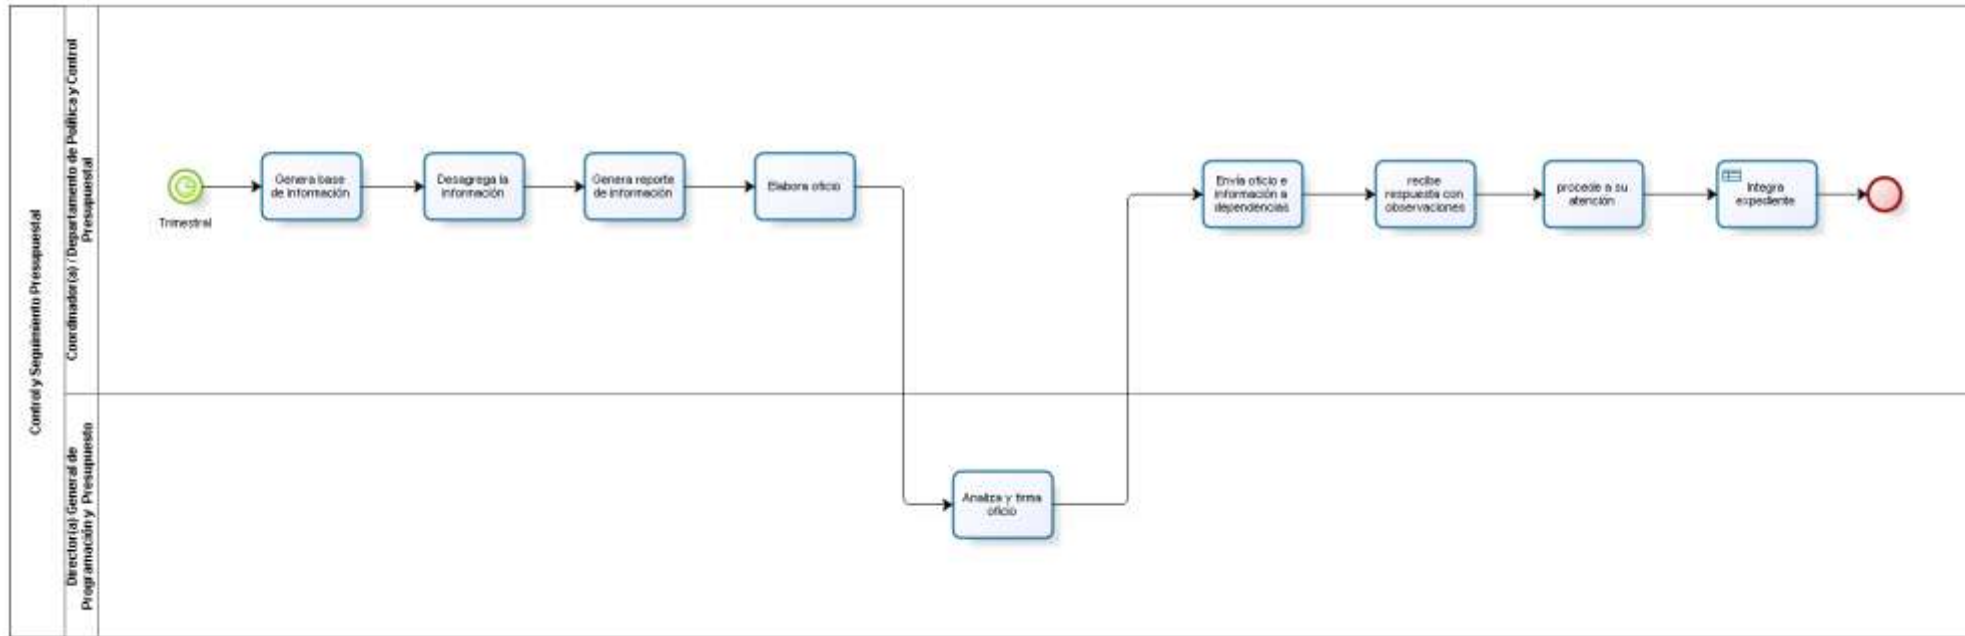 Control y Seguimiento Presupuestal
Coordinador(a) / Departamento de Política y Control
Presupuestal
Trimestral
Genera base
de información
Desagrega la
información
Genera reporte
de información
Elabora oficio
Envía oficio e
información a
dependencias
recibe
respuesta con
observaciones
procede a su
atención
Integra
expediente
Director(a) General de
Programación y Presupuesto
Analiza y firma
oficio